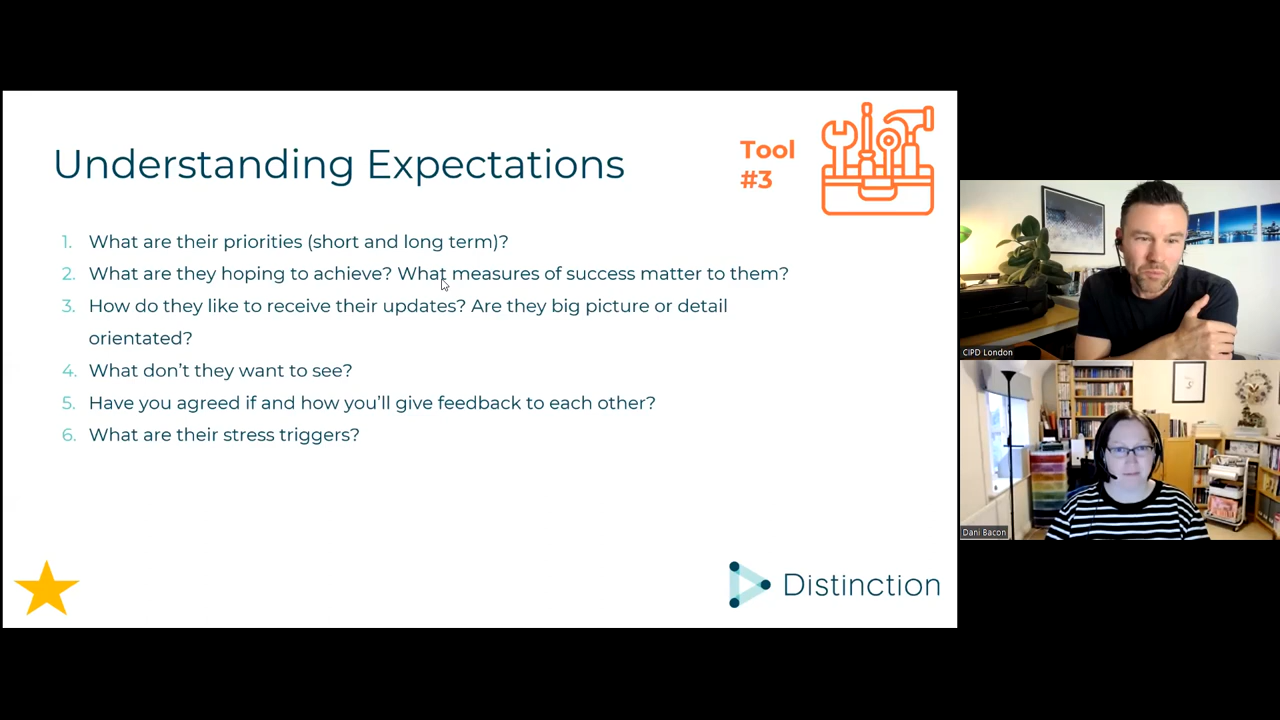 Understanding Expectations
Tool
#3
1. What are their priorities (short and long term)?
2. What are they hoping to achieve? What measures of success matter to them?
3. How do they like to receive their updates? Are they big picture or detail
orientated?
4. What don’t they want to see?
5. Have you agreed if and how you’ll give feedback to each other?
6. What are their stress triggers?
Distinction
CIPD London
Dani Bacon